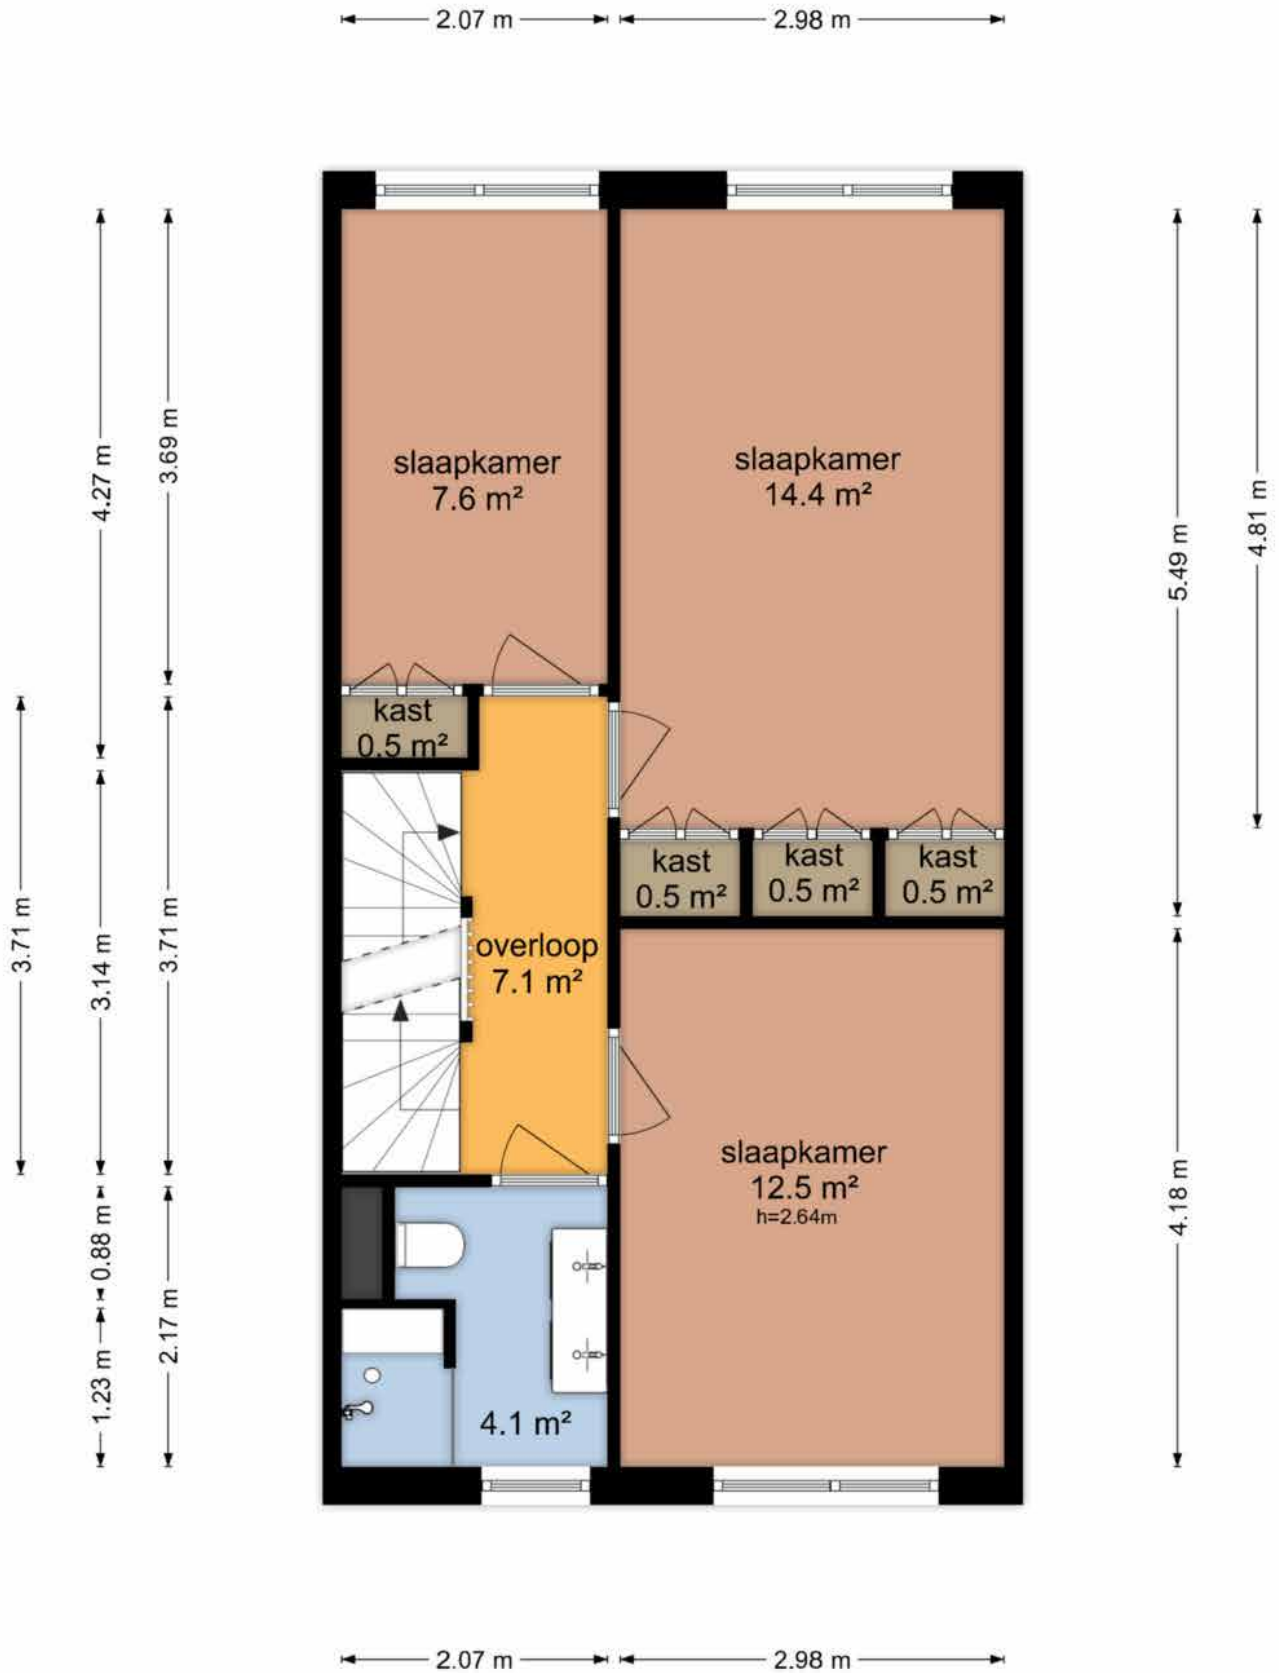 2.07 m
2.98 m
4.27 m
3.69 m
3.71 m
3.14 m
3.71 m
0.88 m
1.23 m
2.17 m
slaapkamer
7.6 m²
slaapkamer
14.4 m²
kast
0.5 m²
kast
0.5 m²
kast
0.5 m²
kast
0.5 m²
overloop
7.1 m²
slaapkamer
12.5 m²
h=2.64m
4.1 m²
5.49 m
4.81 m
4.18 m
2.07 m
2.98 m